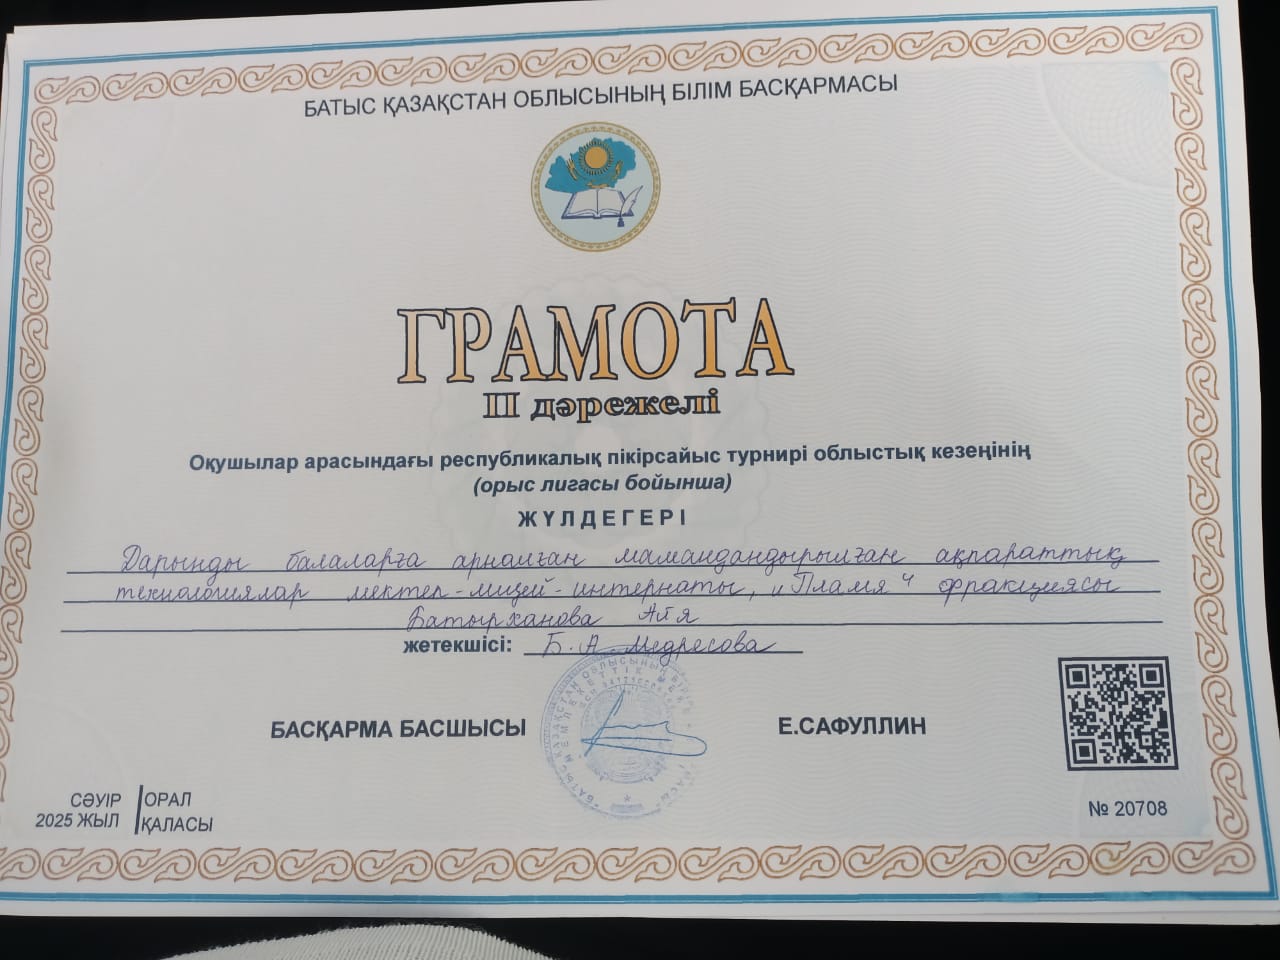 БАТЫС ҚАЗАҚСТАН ОБЛЫСЫНЫҢ БІЛІМ БАСҚАРМАСЫ
ГРАМОТА
II дәрежелі
Оқушылар арасындағы республикалық пікірсайыс турнирі облыстық кезеңінің
(орыс лигасы бойынша)
ЖҮЛДЕГЕРІ
Дарынды балаларға арналған мамандандырылған ақпараттық
технологиялар мектеп-лицей-интернаты, "Пламя" фракциясы
Батырханова Айя
жетекшісі: Б.А. Медресова
БАСҚАРМА БАСШЫСЫ Е.САФУЛЛИН
СӘУІР 2025 ЖЫЛ
ОРАЛ ҚАЛАСЫ
№ 20708